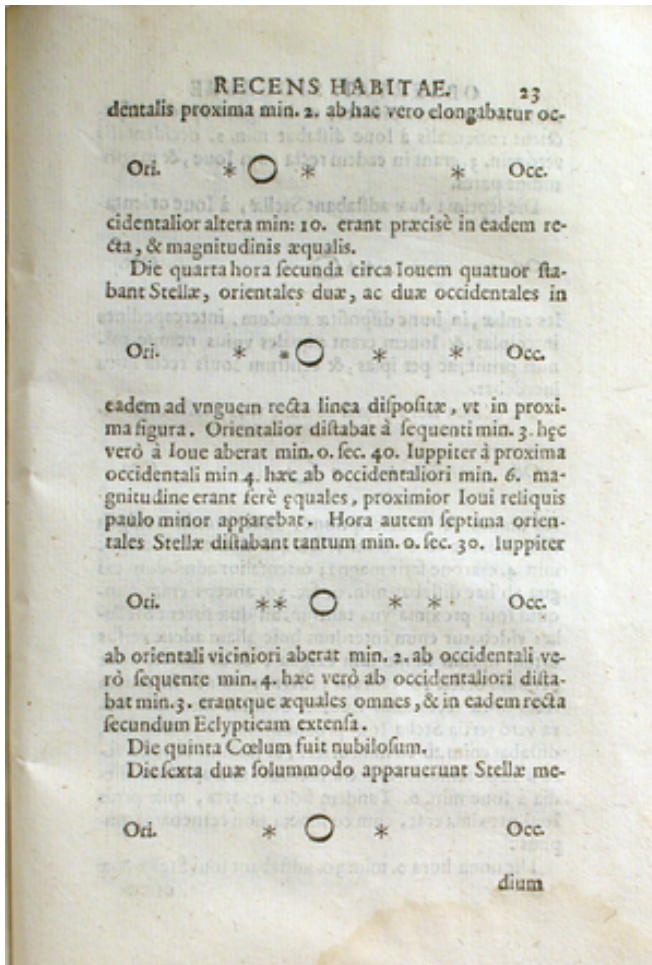 RECENS HABITAE. 23
dentalis proxima min. 2. ab hac vero elongabatur oc-
Ori. * O * * Occ.
cidentalior altera min: 10. erant præcisè in eadem re-
cta, & magnitudinis æqualis.
Die quarta hora ſecunda circa Iouem quatuor ſta-
bant Stellæ, orientales duæ, ac duæ occidentales in
Ori. * * O * * Occ.
eadem ad vnguem recta linea diſpoſitæ, vt in proxi-
ma figura. Orientalior diſtabat à ſequenti min. 3. hęc
verò à Ioue aberat min. 0. ſec. 40. Iuppiter à proxima
occidentali min 4. hæc ab occidentaliori min. 6. ma-
gnitudine erant ferè ęquales, proximior Ioui reliquis
paulo minor apparebat. Hora autem ſeptima orien-
tales Stellæ diſtabant tantum min. 0. ſec. 30. Iuppiter
Ori. ** O * * Occ.
ab orientali viciniori aberat min. 2. ab occidentali ve-
rò ſequente min. 4. hæc verò ab occidentaliori diſta-
bat min. 3. erantque æquales omnes, & in eadem recta
ſecundum Eclypticam extenſa.
Die quinta Cœlum fuit nubiloſum.
Die ſexta duæ ſolummodo apparuerunt Stellæ me-
Ori. * O * Occ.
dium